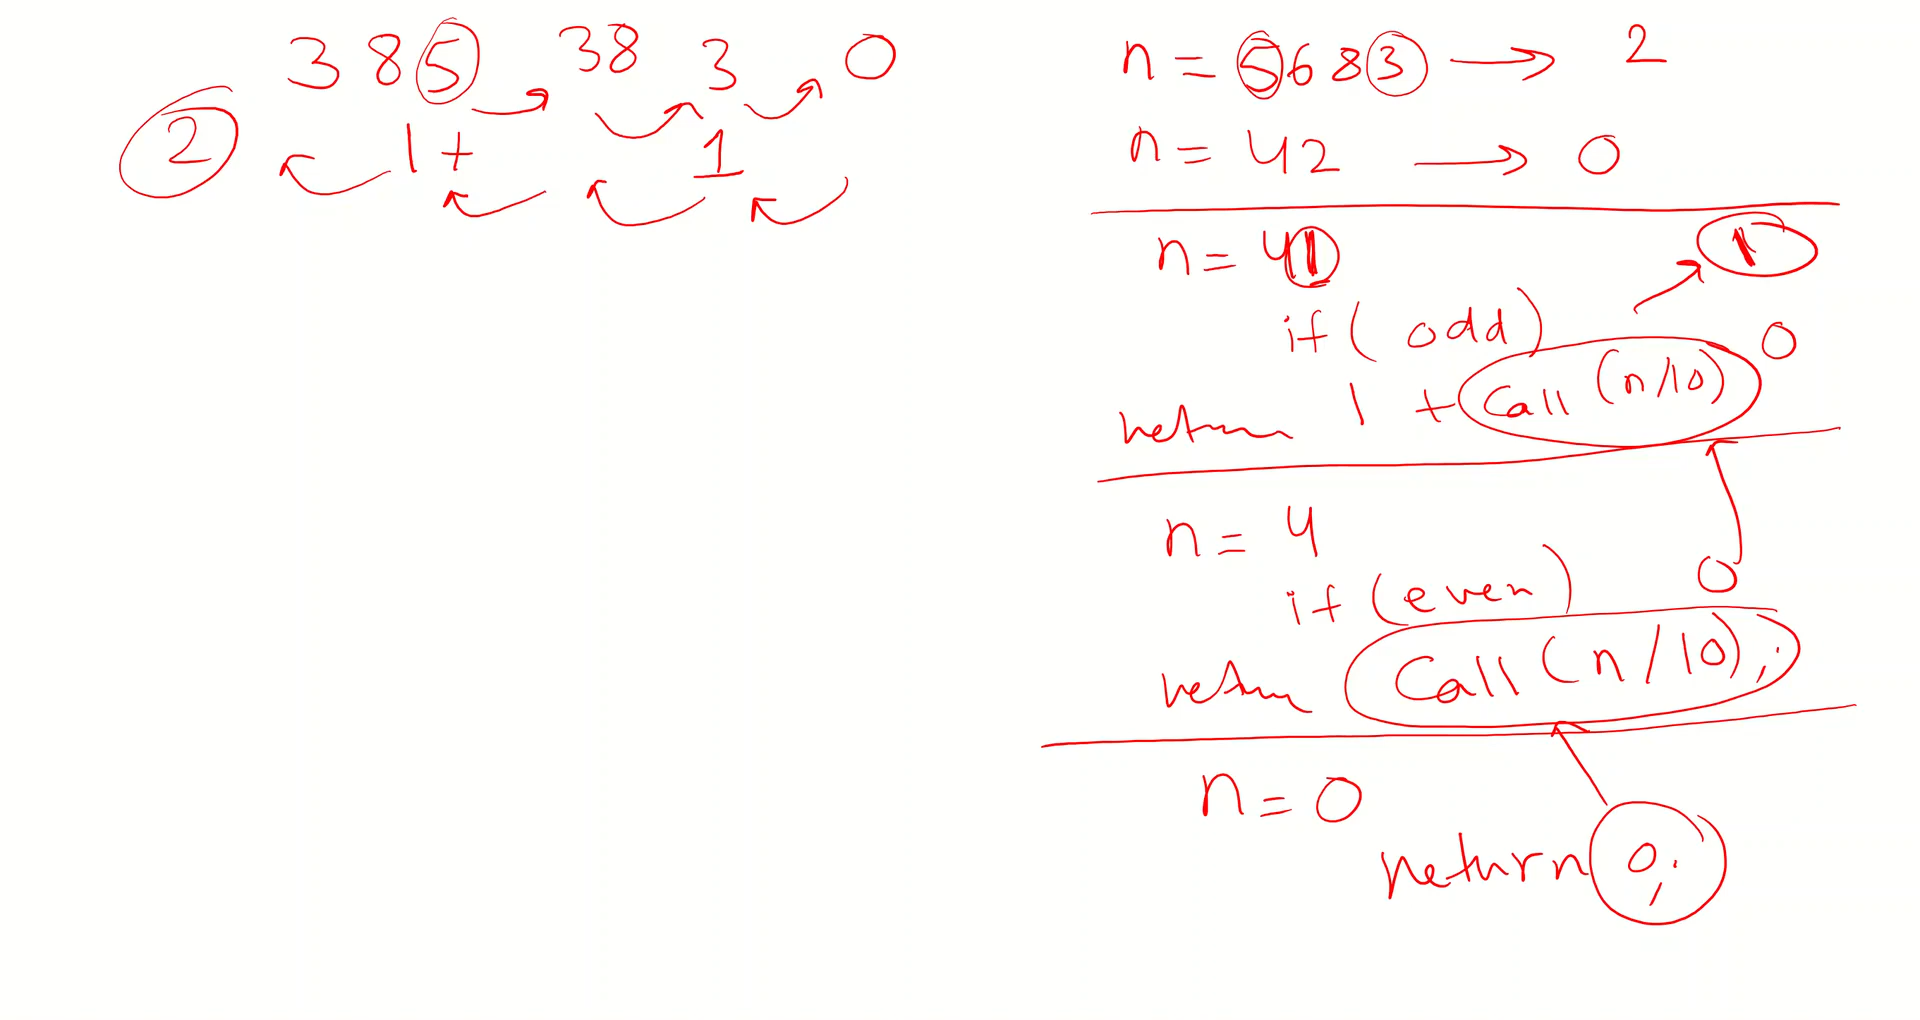 385 38 3 0
2 1+ 1
n = 5683 → 2
n = 42 → 0
n = 41 1
if (odd) 0
return 1 + Call (n/10)
n = 4
if (even) 0
return Call (n/10);
n = 0
return 0;